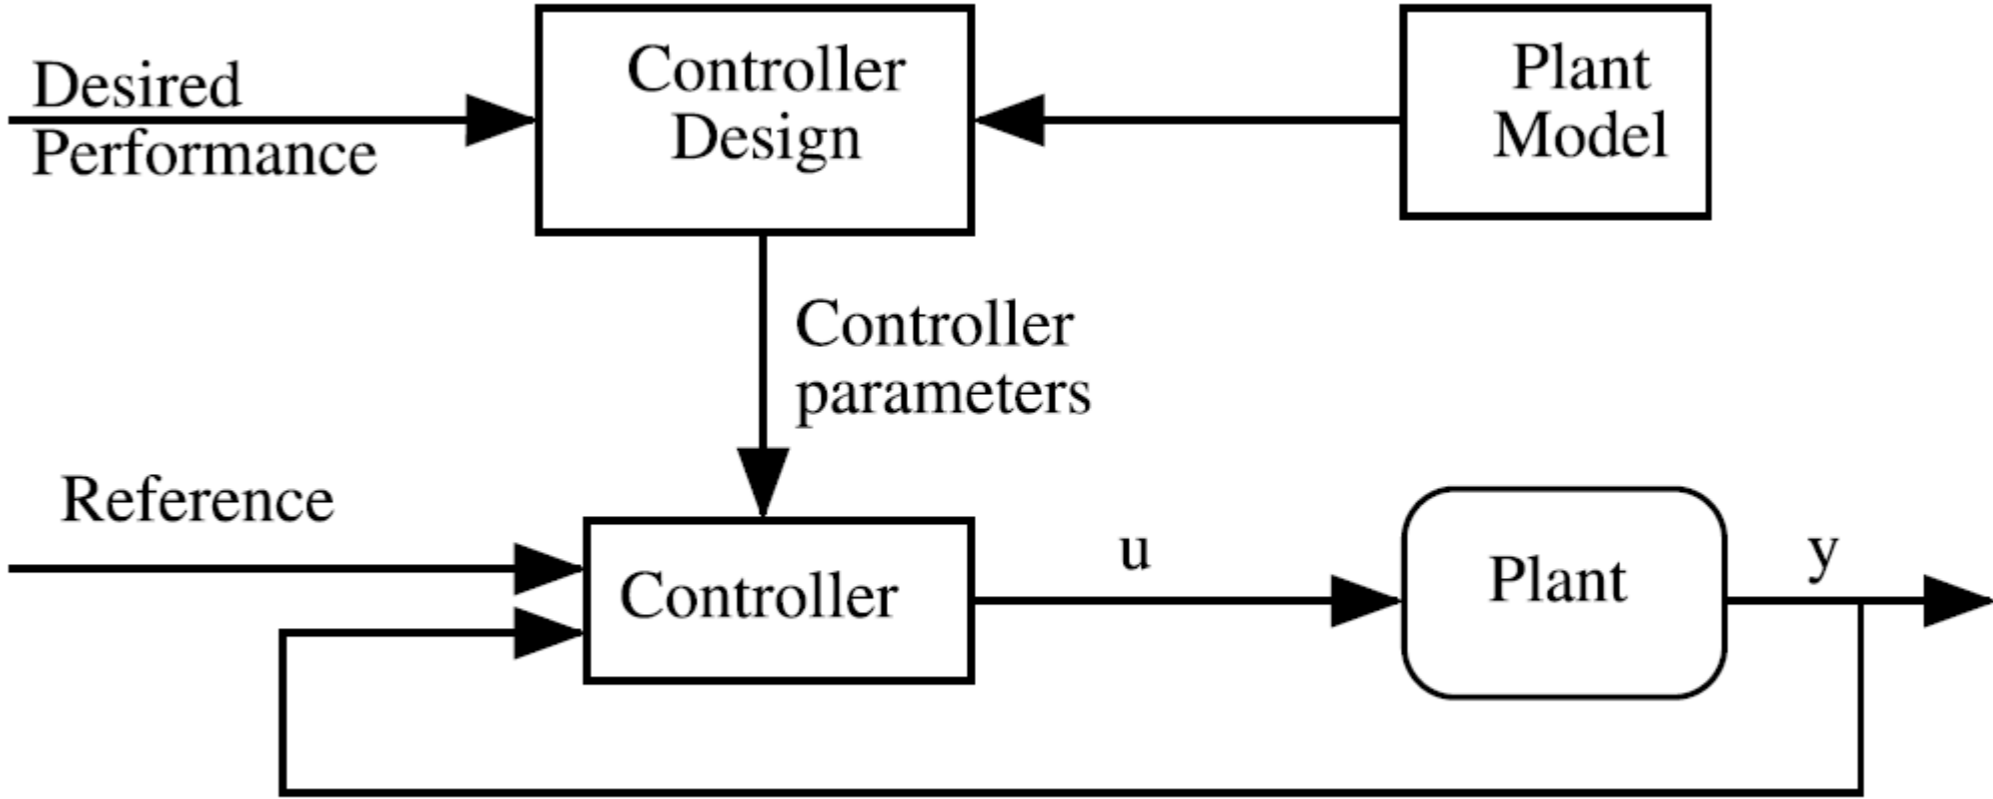 Desired
Performance
Controller
Design
Plant
Model
Controller
parameters
Reference
Controller
u
Plant
y